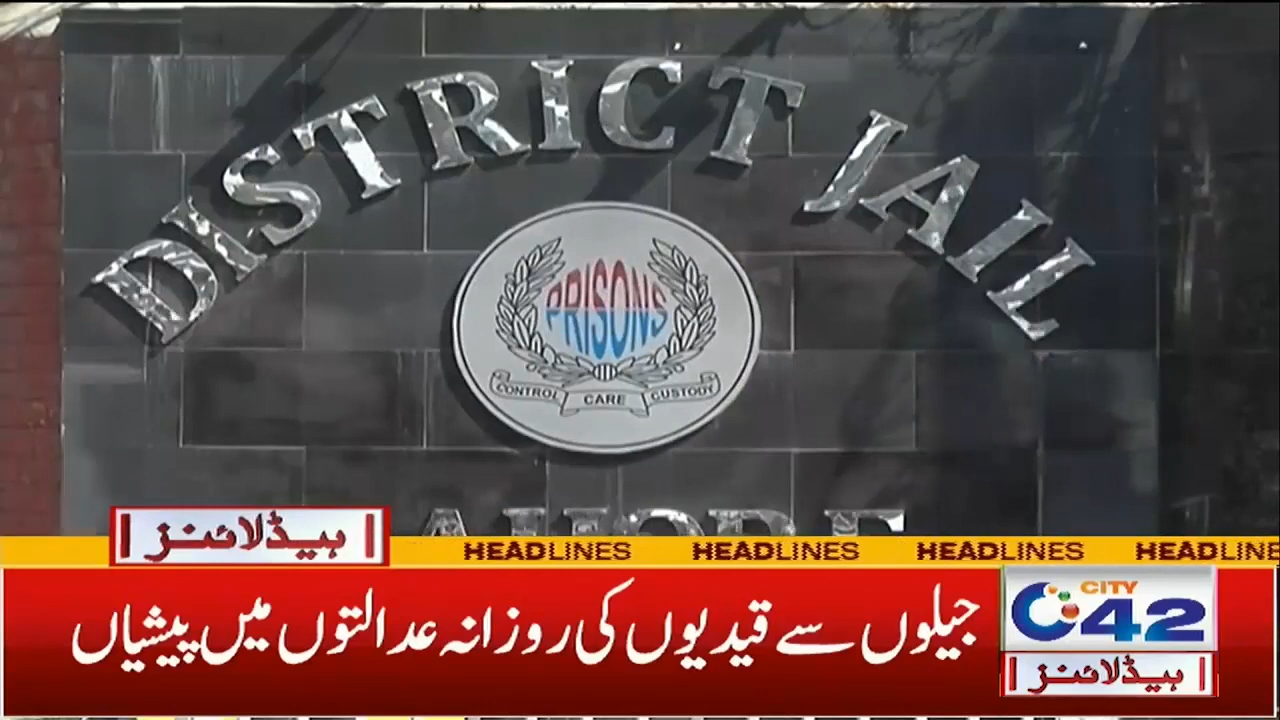 DISTRICT JAIL
PRISONS
CONTROL CARE CUSTODY
ہیڈلائنز
HEADLINES HEADLINES HEADLINES HEADLINE
جیلوں سے قیدیوں کی روزانہ عدالتوں میں پیشیاں
CITY
42
ہیڈلائنز